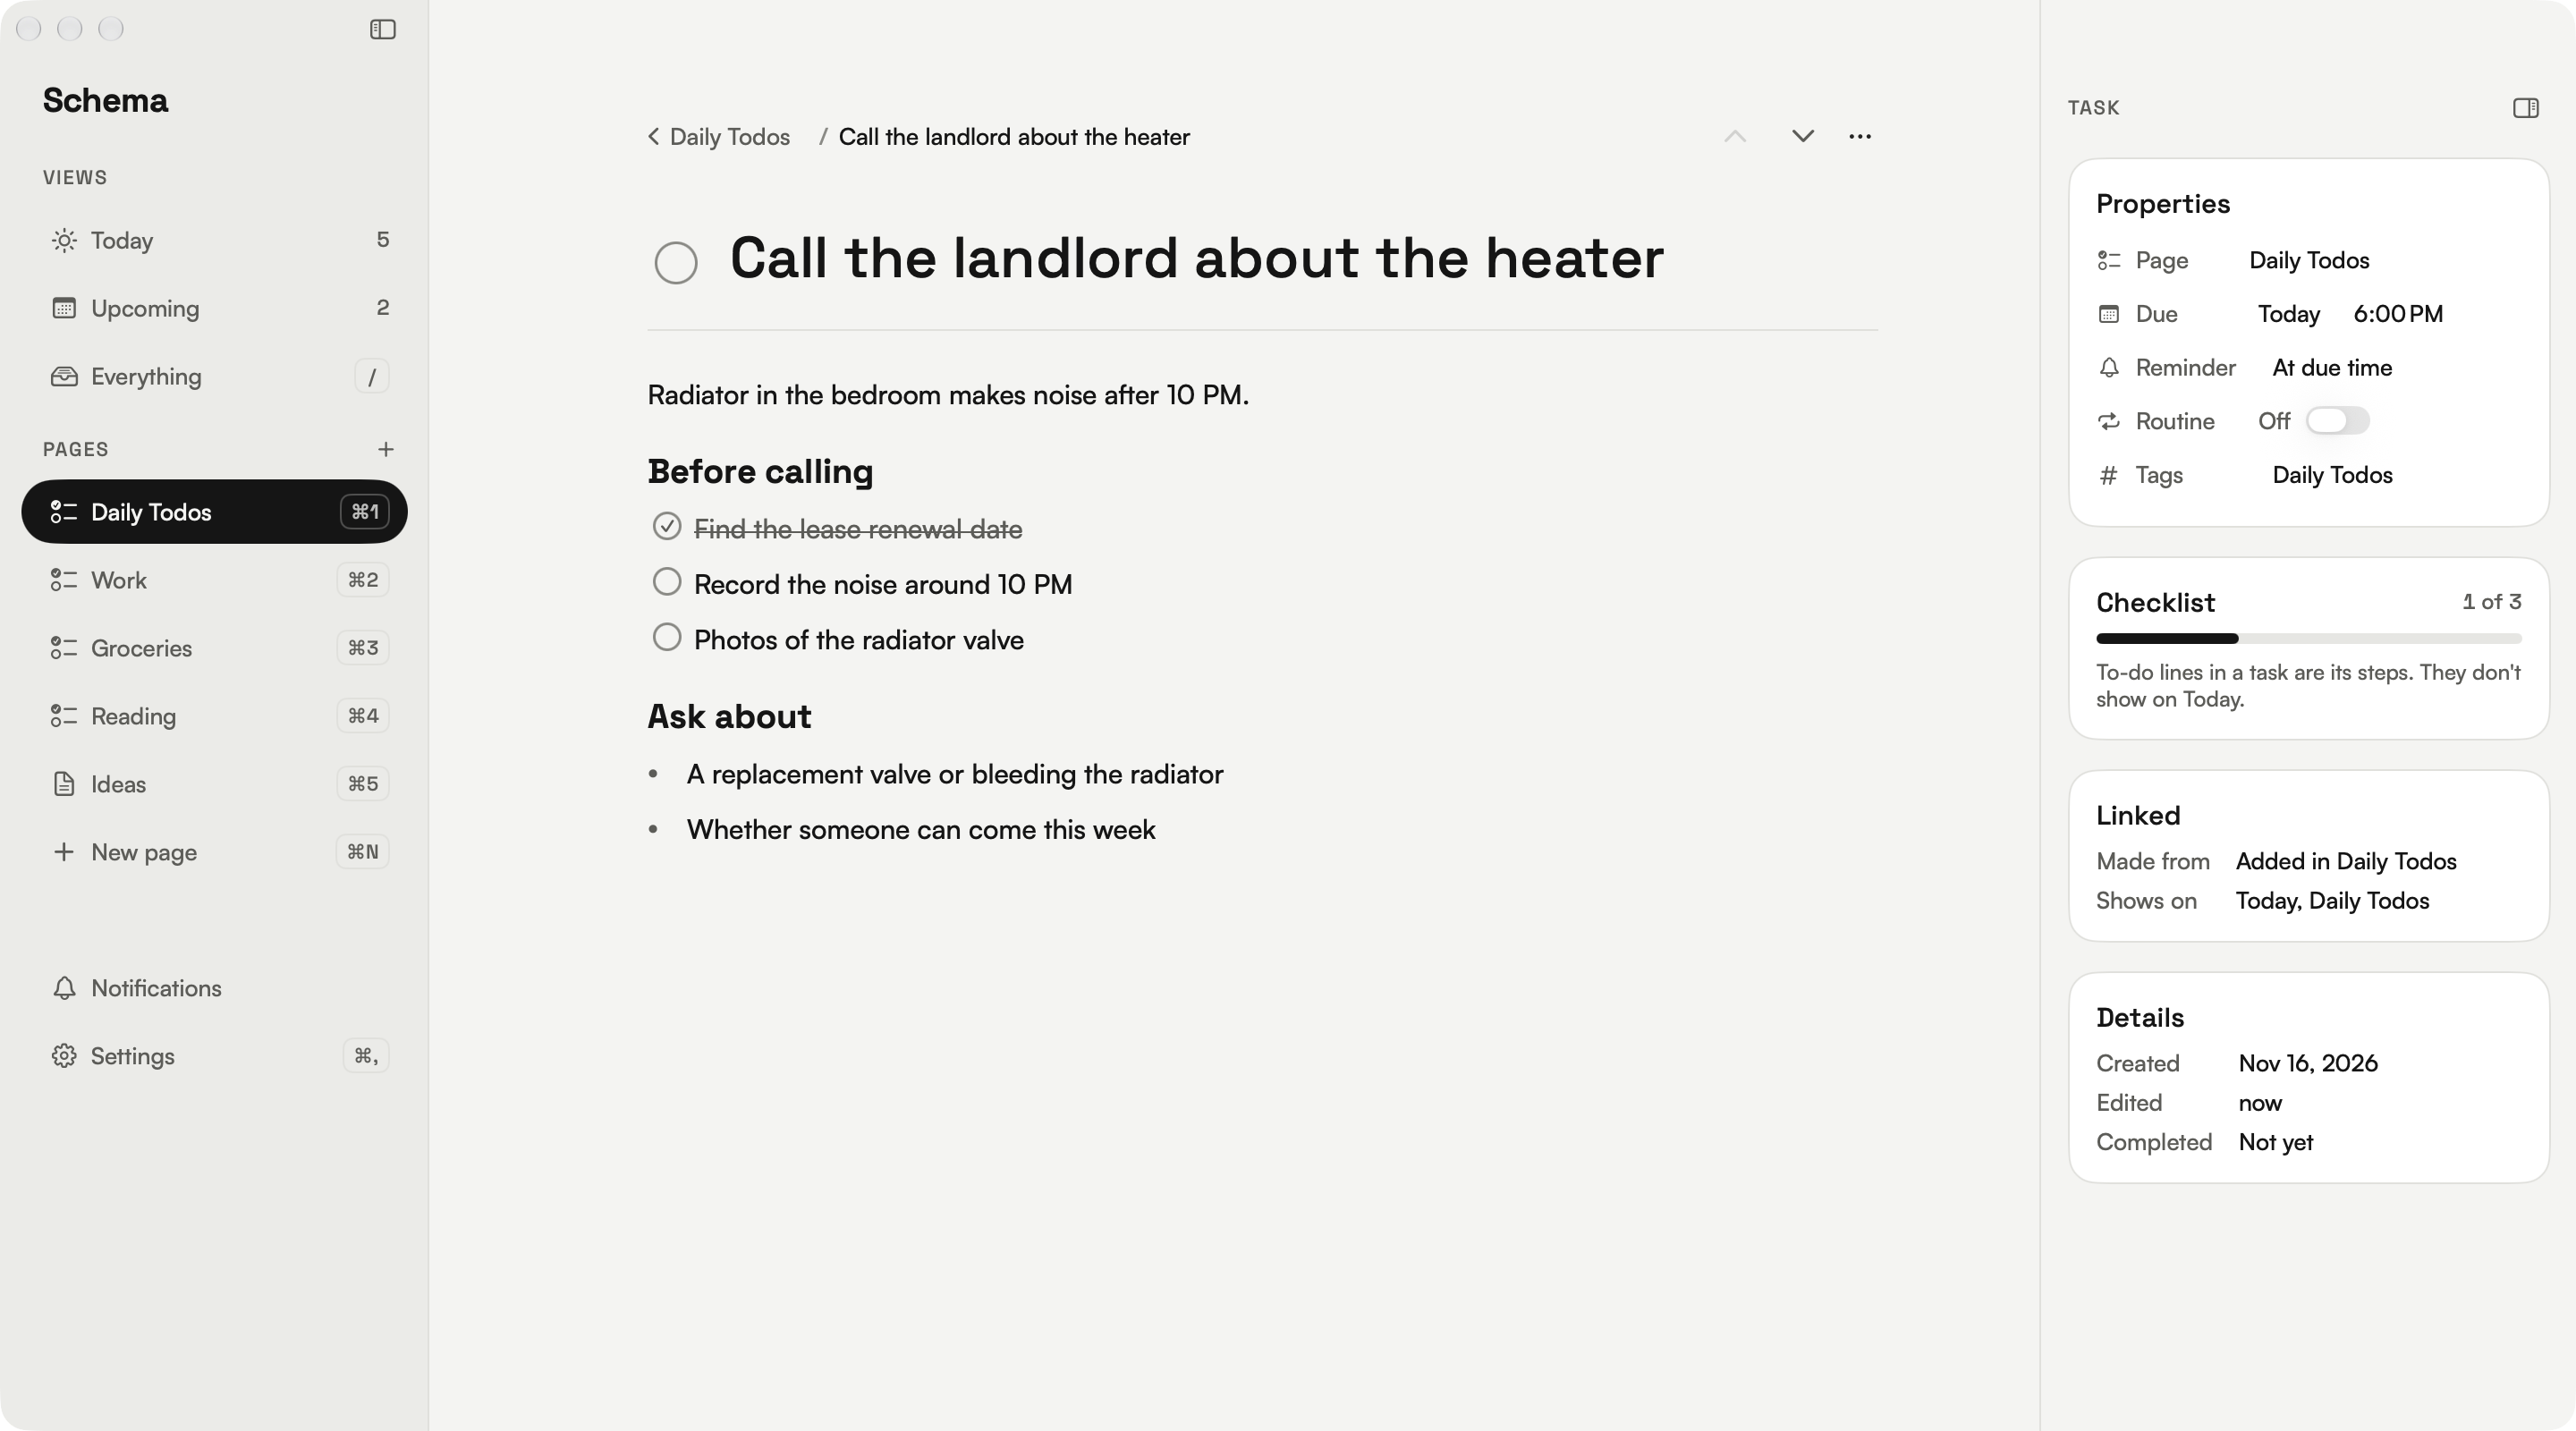 Schema
VIEWS
Today 5
Upcoming 2
Everything /
PAGES
Daily Todos ⌘1
Work ⌘2
Groceries ⌘3
Reading ⌘4
Ideas ⌘5
New page ⌘N
Notifications
Settings ⌘,
Daily Todos / Call the landlord about the heater
Call the landlord about the heater
Radiator in the bedroom makes noise after 10 PM.
Before calling
Find the lease renewal date
Record the noise around 10 PM
Photos of the radiator valve
Ask about
• A replacement valve or bleeding the radiator
• Whether someone can come this week
TASK
Properties
Page Daily Todos
Due Today 6:00 PM
Reminder At due time
Routine Off
# Tags Daily Todos
Checklist 1 of 3
To-do lines in a task are its steps. They don't
show on Today.
Linked
Made from Added in Daily Todos
Shows on Today, Daily Todos
Details
Created Nov 16, 2026
Edited now
Completed Not yet